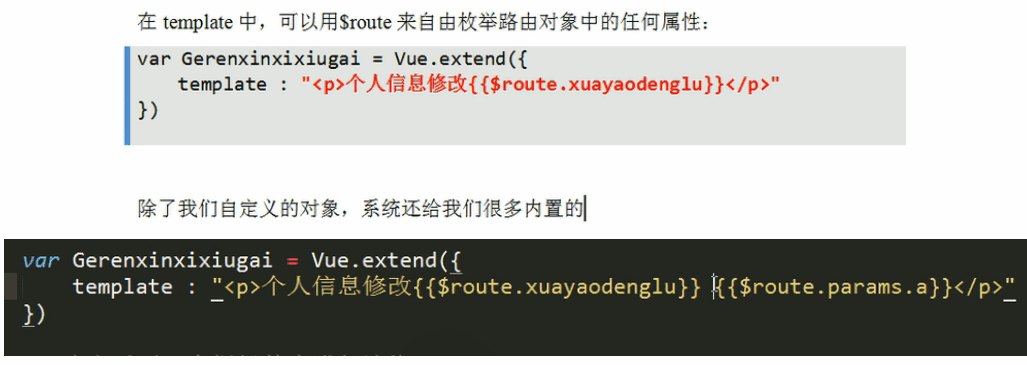 在 template 中，可以用$route 来自由枚举路由对象中的任何属性：
var Gerenxinxixiugai = Vue.extend({
template : "<p>个人信息修改{{$route.xuayaodenglu}}</p>"
})
除了我们自定义的对象，系统还给我们很多内置的
var Gerenxinxixiugai = Vue.extend({
template : "<p>个人信息修改{{$route.xuayaodenglu}} {{$route.params.a}}</p>"
})